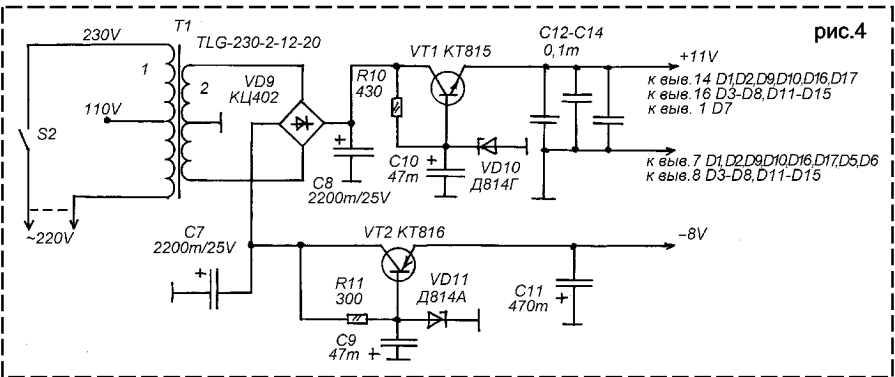 рис.4
T1
TLG-230-2-12-20
230V
1
2
110V
S2
~220V
VD9
КЦ402
R10
430
VT1 КТ815
C12-C14
0,1m
+11V
к выв.14 D1,D2,D9,D10,D16,D17
к выв.16 D3-D8,D11-D15
к выв. 1 D7
C8
2200m/25V
+
C10
47m
+
VD10
Д814Г
к выв.7 D1,D2,D9,D10,D16,D17,D5,D6
к выв.8 D3-D8,D11-D15
C7
2200m/25V
+
VT2 КТ816
-8V
R11
300
VD11
Д814А
C9
47m
+
C11
470m
+